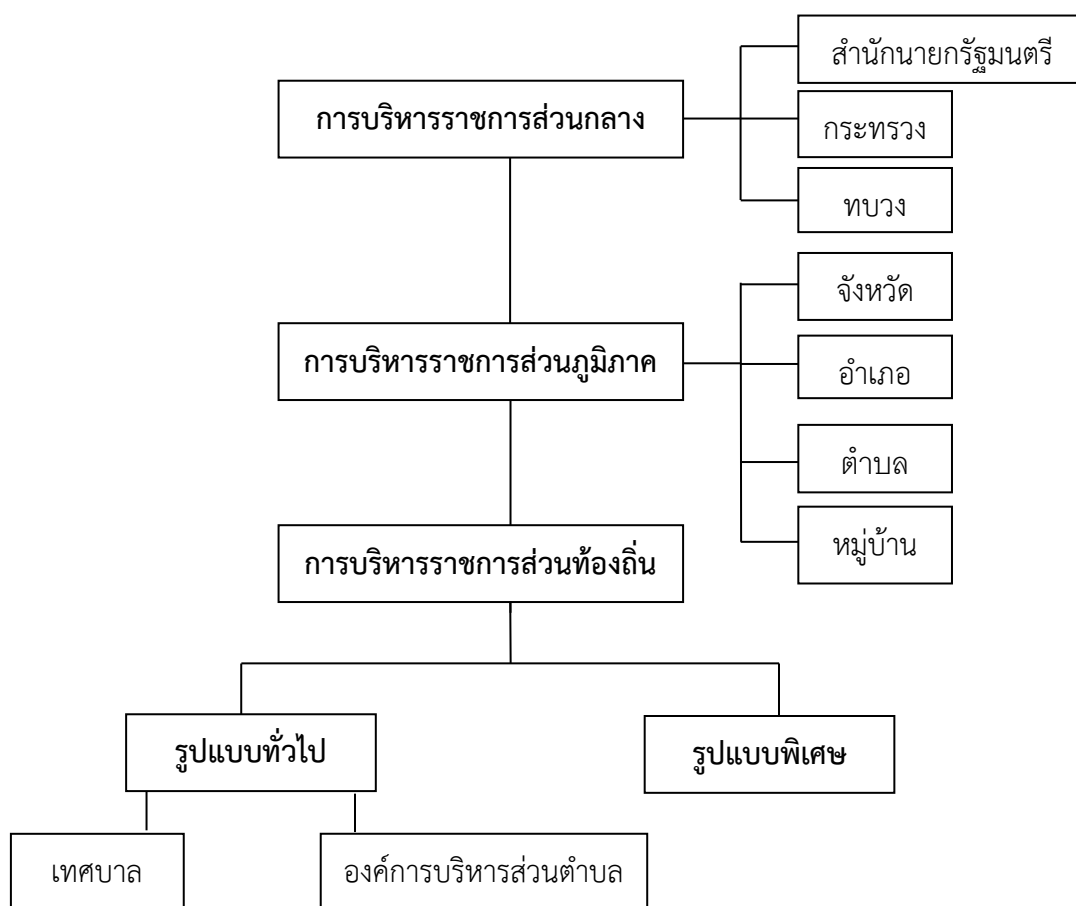 สำนักนายกรัฐมนตรี
การบริหารราชการส่วนกลาง
กระทรวง
ทบวง
จังหวัด
การบริหารราชการส่วนภูมิภาค
อำเภอ
ตำบล
หมู่บ้าน
การบริหารราชการส่วนท้องถิ่น
รูปแบบทั่วไป
รูปแบบพิเศษ
เทศบาล
องค์การบริหารส่วนตำบล